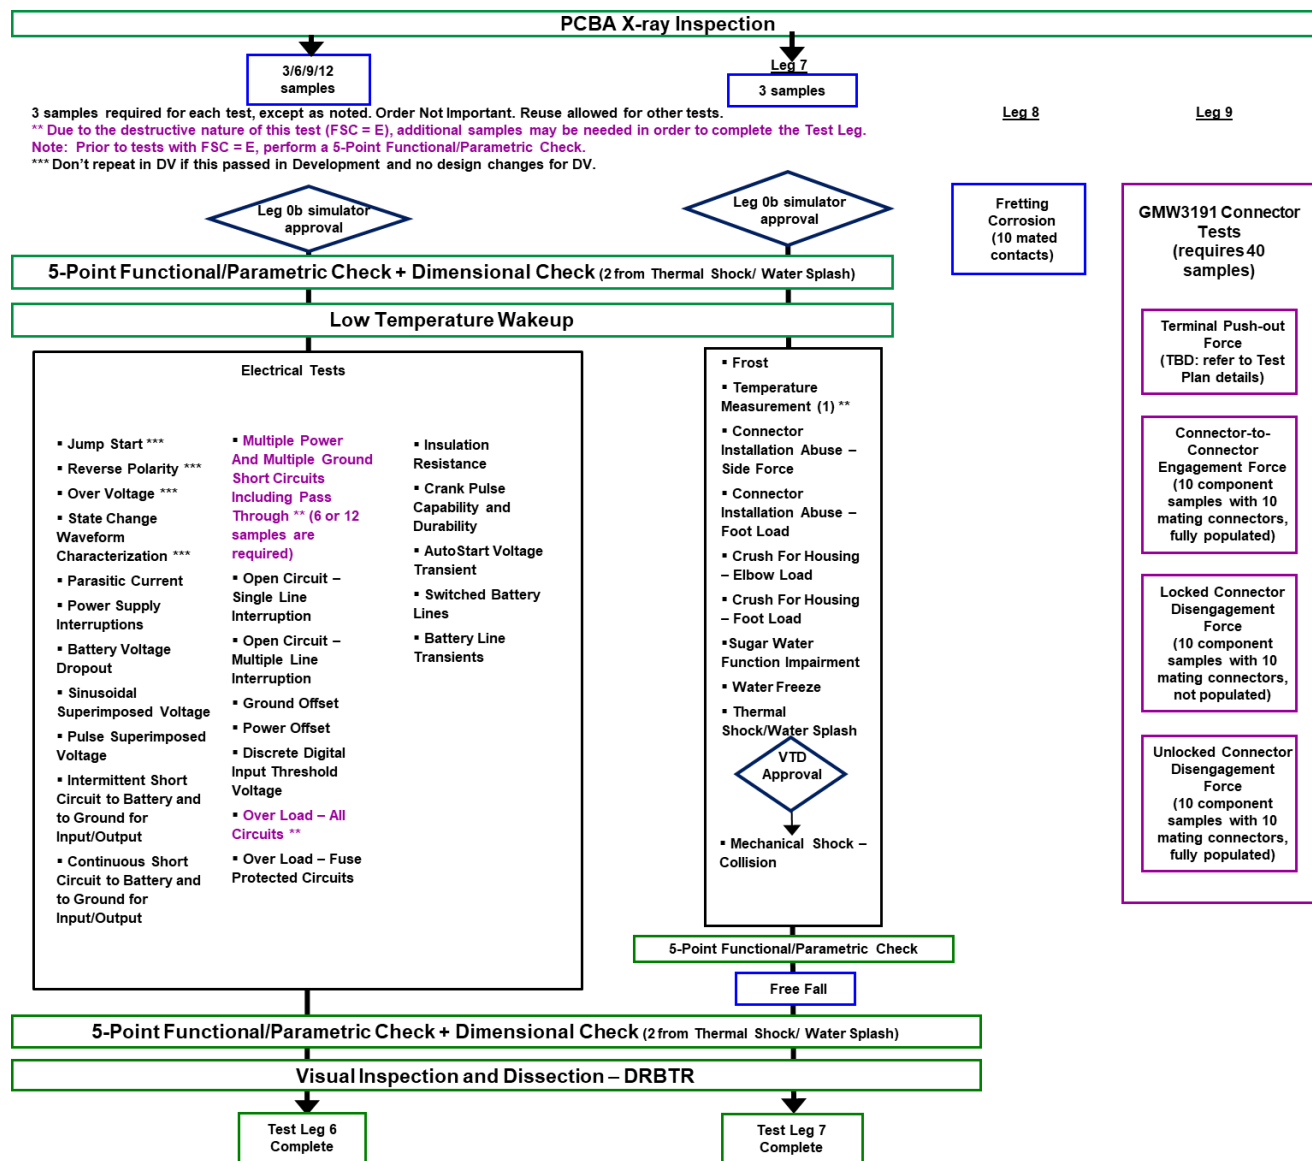 PCBA X-ray Inspection
3/6/9/12
samples
Leg 7
3 samples
3 samples required for each test, except as noted. Order Not Important. Reuse allowed for other tests.
** Due to the destructive nature of this test (FSC = E), additional samples may be needed in order to complete the Test Leg.
Note: Prior to tests with FSC = E, perform a 5-Point Functional/Parametric Check.
*** Don't repeat in DV if this passed in Development and no design changes for DV.
Leg 8
Leg 9
Leg 0b simulator
approval
Leg 0b simulator
approval
5-Point Functional/Parametric Check + Dimensional Check (2 from Thermal Shock/ Water Splash)
Low Temperature Wakeup
Electrical Tests
▪ Jump Start ***
▪ Reverse Polarity ***
▪ Over Voltage ***
▪ State Change
Waveform
Characterization ***
▪ Parasitic Current
▪ Power Supply
Interruptions
▪ Battery Voltage
Dropout
▪ Sinusoidal
Superimposed Voltage
▪ Pulse Superimposed
Voltage
▪ Intermittent Short
Circuit to Battery and
to Ground for
Input/Output
▪ Continuous Short
Circuit to Battery and
to Ground for
Input/Output
▪ Multiple Power
And Multiple Ground
Short Circuits
Including Pass
Through ** (6 or 12
samples are
required)
▪ Open Circuit –
Single Line
Interruption
▪ Open Circuit –
Multiple Line
Interruption
▪ Ground Offset
▪ Power Offset
▪ Discrete Digital
Input Threshold
Voltage
▪ Over Load – All
Circuits **
▪ Over Load – Fuse
Protected Circuits
▪ Insulation
Resistance
▪ Crank Pulse
Capability and
Durability
▪ AutoStart Voltage
Transient
▪ Switched Battery
Lines
▪ Battery Line
Transients
▪ Frost
▪ Temperature
Measurement (1) **
▪ Connector
Installation Abuse –
Side Force
▪ Connector
Installation Abuse –
Foot Load
▪ Crush For Housing
– Elbow Load
▪ Crush For Housing
– Foot Load
▪Sugar Water
Function Impairment
▪ Water Freeze
▪ Thermal
Shock/Water Splash
VTD
Approval
▪ Mechanical Shock –
Collision
5-Point Functional/Parametric Check
Free Fall
Fretting
Corrosion
(10 mated
contacts)
GMW3191 Connector
Tests
(requires 40
samples)
Terminal Push-out
Force
(TBD: refer to Test
Plan details)
Connector-to-
Connector
Engagement Force
(10 component
samples with 10
mating connectors,
fully populated)
Locked Connector
Disengagement
Force
(10 component
samples with 10
mating connectors,
not populated)
Unlocked Connector
Disengagement
Force
(10 component
samples with 10
mating connectors,
fully populated)
5-Point Functional/Parametric Check + Dimensional Check (2 from Thermal Shock/ Water Splash)
Visual Inspection and Dissection – DRBTR
Test Leg 6
Complete
Test Leg 7
Complete